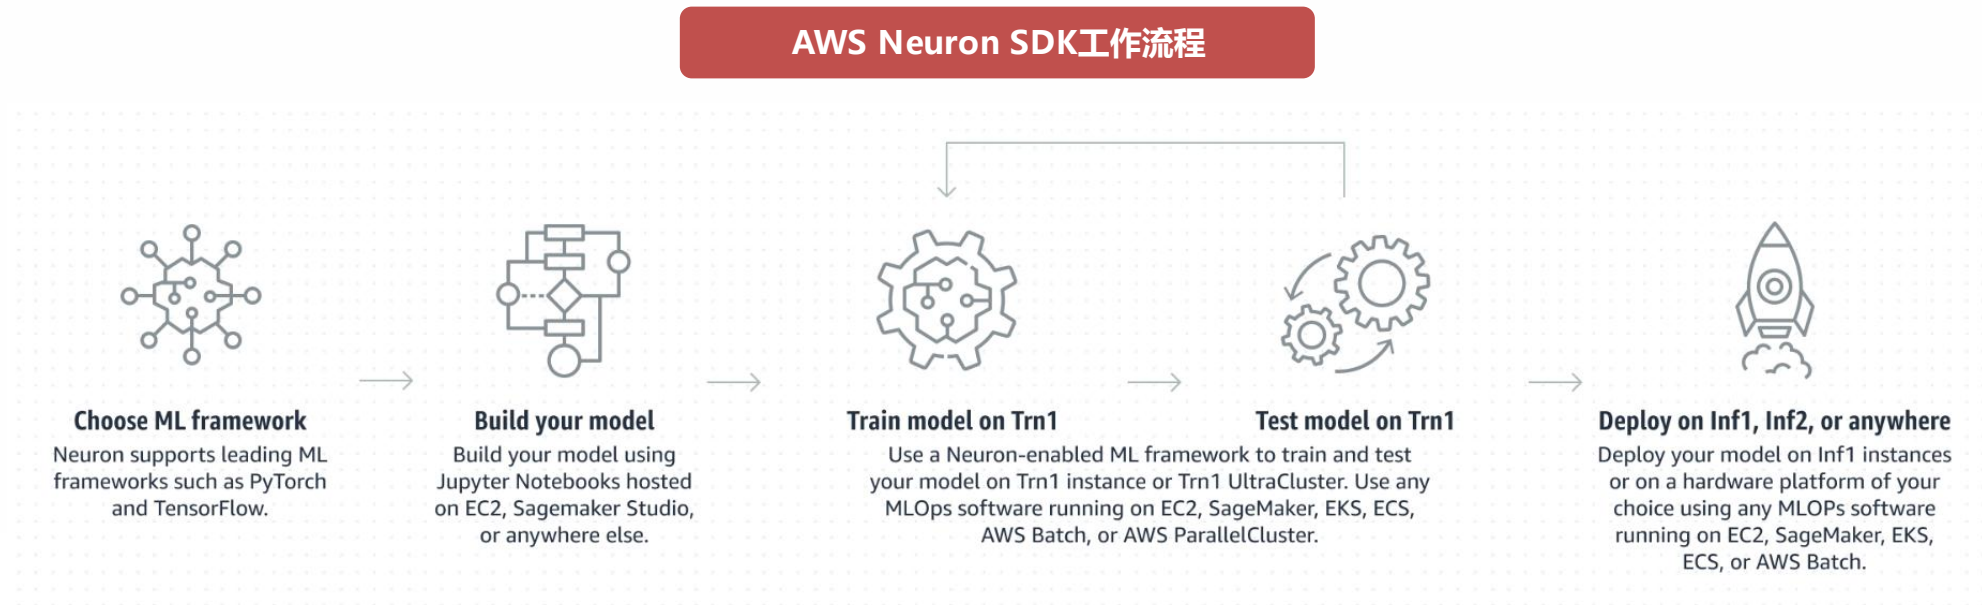 AWS Neuron SDK工作流程
Choose ML framework
Neuron supports leading ML
frameworks such as PyTorch
and TensorFlow.
Build your model
Build your model using
Jupyter Notebooks hosted
on EC2, Sagemaker Studio,
or anywhere else.
Train model on Trn1
Test model on Trn1
Use a Neuron-enabled ML framework to train and test
your model on Trn1 instance or Trn1 UltraCluster. Use any
MLOps software running on EC2, SageMaker, EKS, ECS,
AWS Batch, or AWS ParallelCluster.
Deploy on Inf1, Inf2, or anywhere
Deploy your model on Inf1 instances
or on a hardware platform of your
choice using any MLOPs software
running on EC2, SageMaker, EKS,
ECS, or AWS Batch.